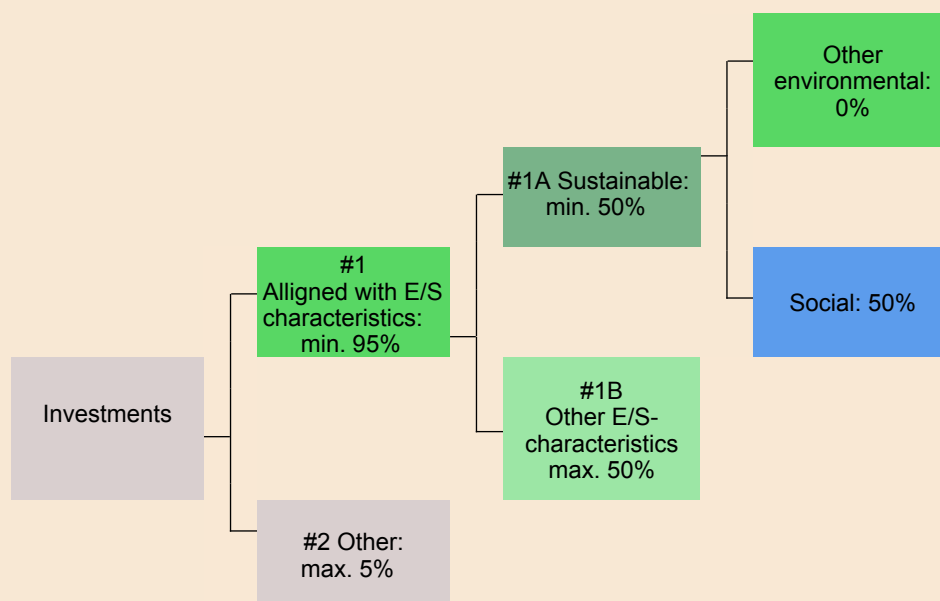 Other
environmental:
0%
#1A Sustainable:
min. 50%
#1
Alligned with E/S
characteristics:
min. 95%
Social: 50%
Investments
#1B
Other E/S-
characteristics
max. 50%
#2 Other:
max. 5%